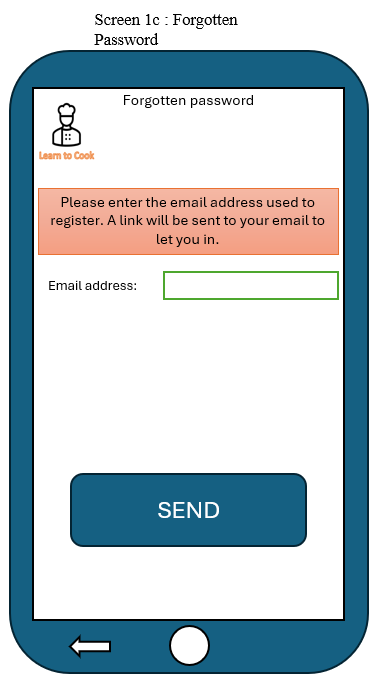 Screen 1c : Forgotten
Password
Forgotten password
Learn to Cook
Please enter the email address used to
register. A link will be sent to your email to
let you in.
Email address:
SEND